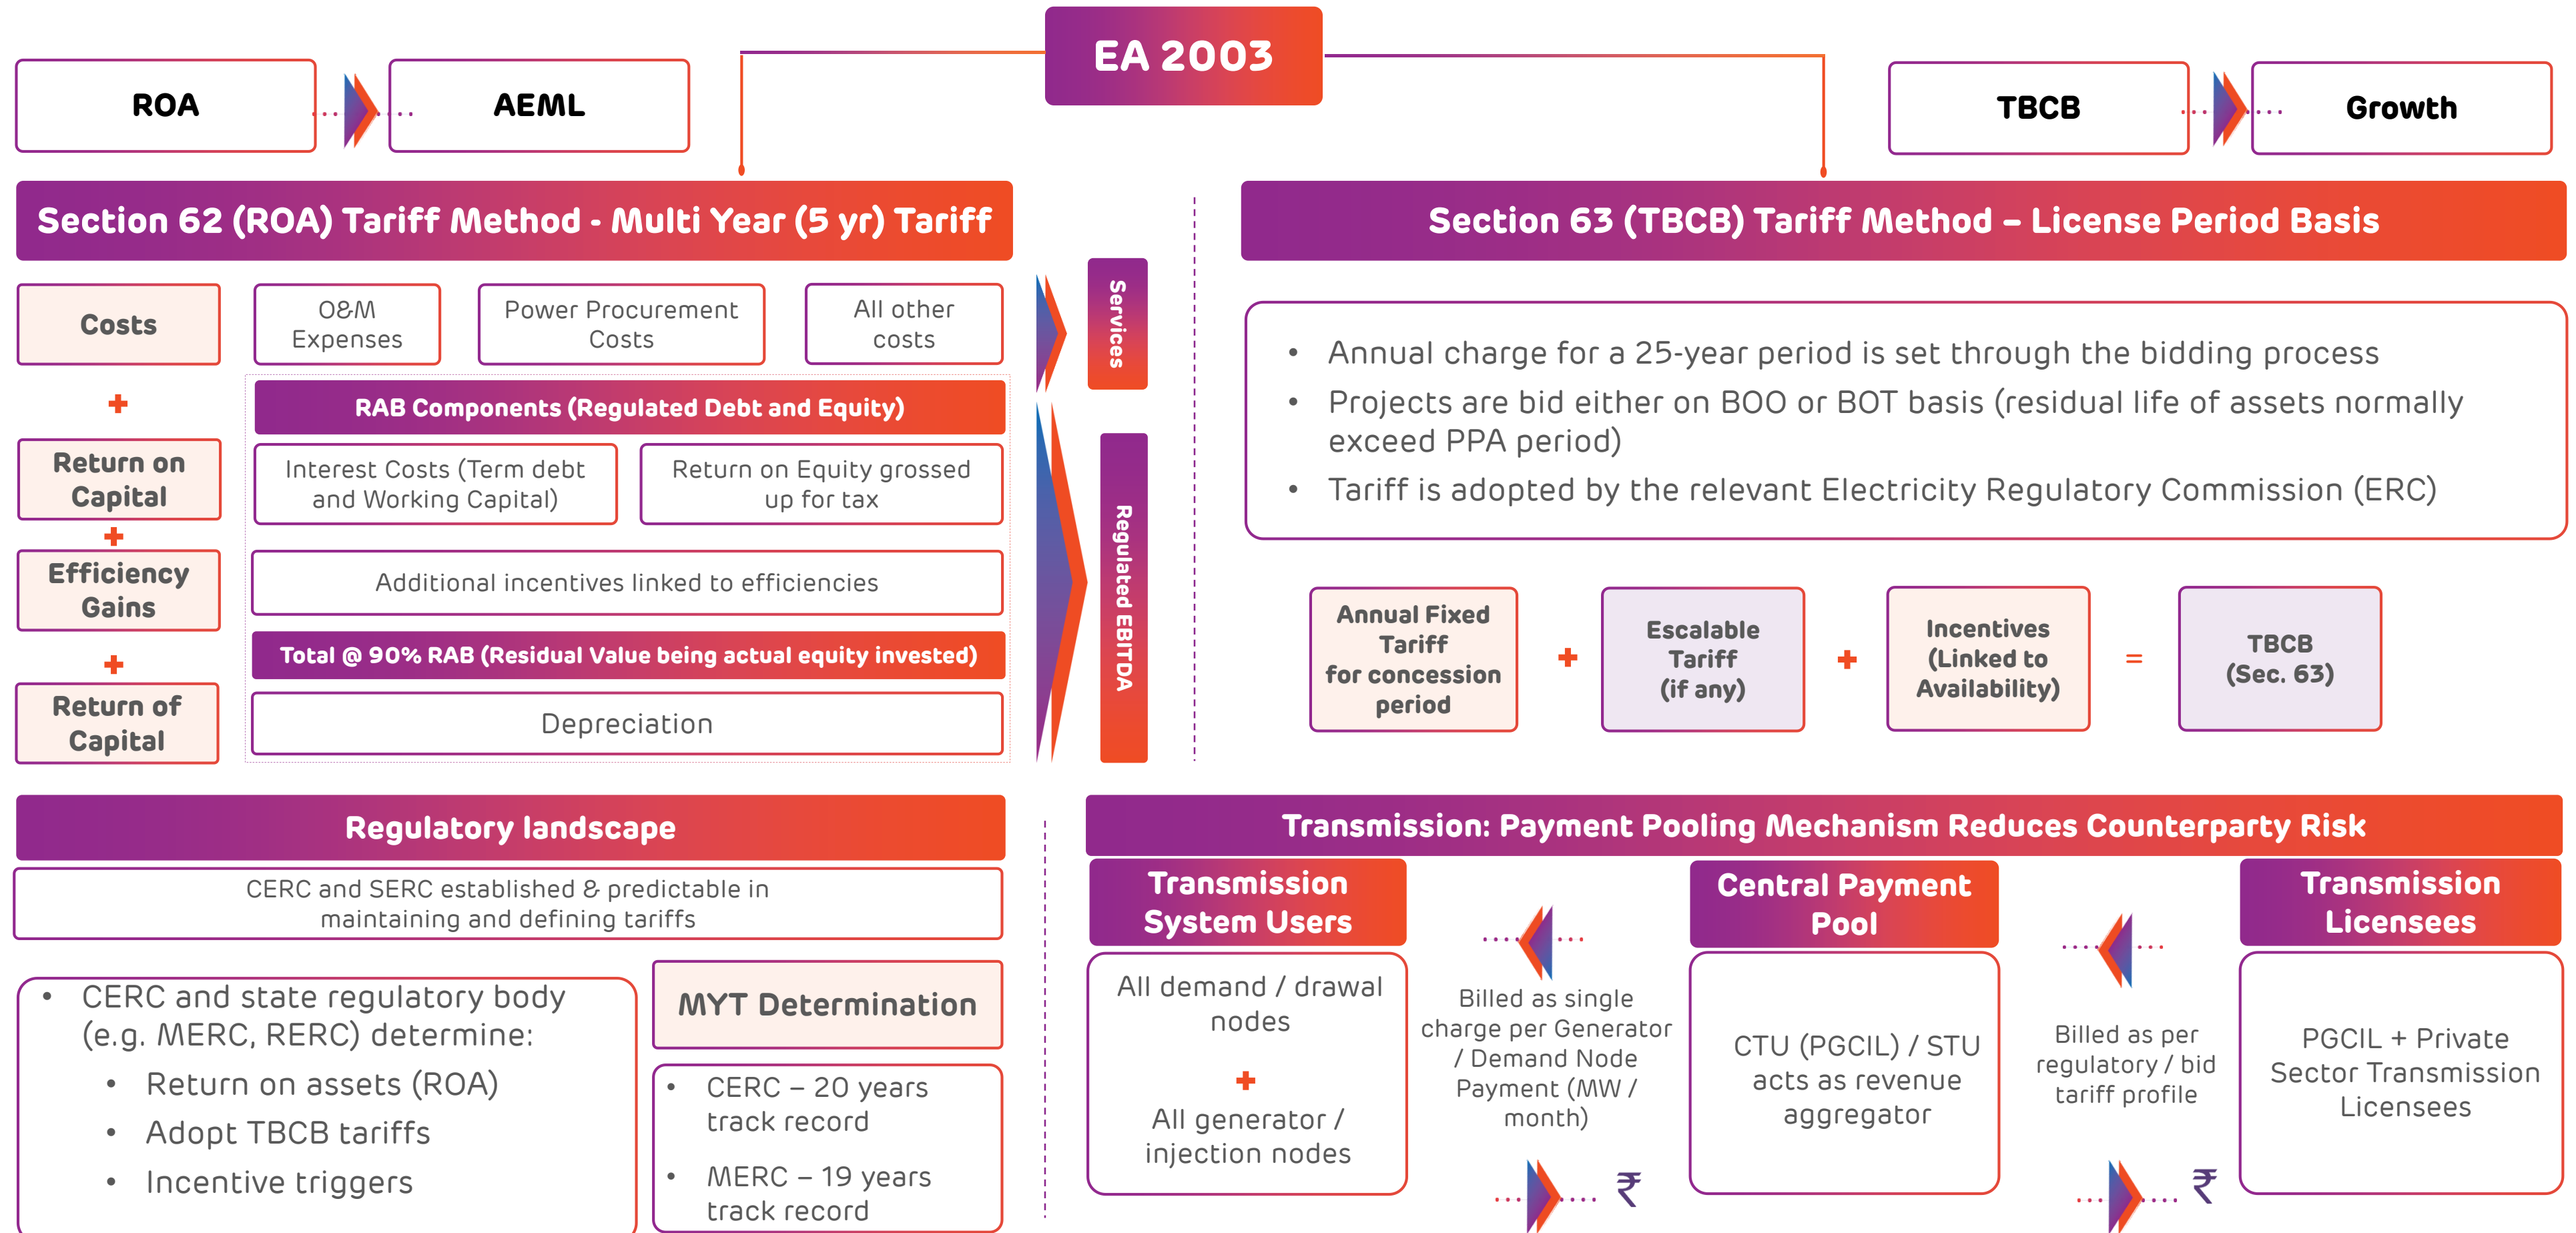 EA 2003
ROA
AEML
TBCB
Growth
Section 62 (ROA) Tariff Method - Multi Year (5 yr) Tariff
Costs
O&M
Expenses
Power Procurement
Costs
All other
costs
+
RAB Components (Regulated Debt and Equity)
Return on
Capital
Interest Costs (Term debt
and Working Capital)
Return on Equity grossed
up for tax
+
Efficiency
Gains
Additional incentives linked to efficiencies
+
Total @ 90% RAB (Residual Value being actual equity invested)
Return of
Capital
Depreciation
Services
Regulated EBITDA
Section 63 (TBCB) Tariff Method – License Period Basis
• Annual charge for a 25-year period is set through the bidding process
• Projects are bid either on BOO or BOT basis (residual life of assets normally
exceed PPA period)
• Tariff is adopted by the relevant Electricity Regulatory Commission (ERC)
Annual Fixed
Tariff
for concession
period
+
Escalable
Tariff
(if any)
+
Incentives
(Linked to
Availability)
=
TBCB
(Sec. 63)
Regulatory landscape
CERC and SERC established & predictable in
maintaining and defining tariffs
• CERC and state regulatory body
(e.g. MERC, RERC) determine:
• Return on assets (ROA)
• Adopt TBCB tariffs
• Incentive triggers
MYT Determination
• CERC – 20 years
track record
• MERC – 19 years
track record
Transmission: Payment Pooling Mechanism Reduces Counterparty Risk
Transmission
System Users
All demand / drawal
nodes
+
All generator /
injection nodes
Billed as single
charge per Generator
/ Demand Node
Payment (MW /
month)
₹
Central Payment
Pool
CTU (PGCIL) / STU
acts as revenue
aggregator
Billed as per
regulatory / bid
tariff profile
₹
Transmission
Licensees
PGCIL + Private
Sector Transmission
Licensees